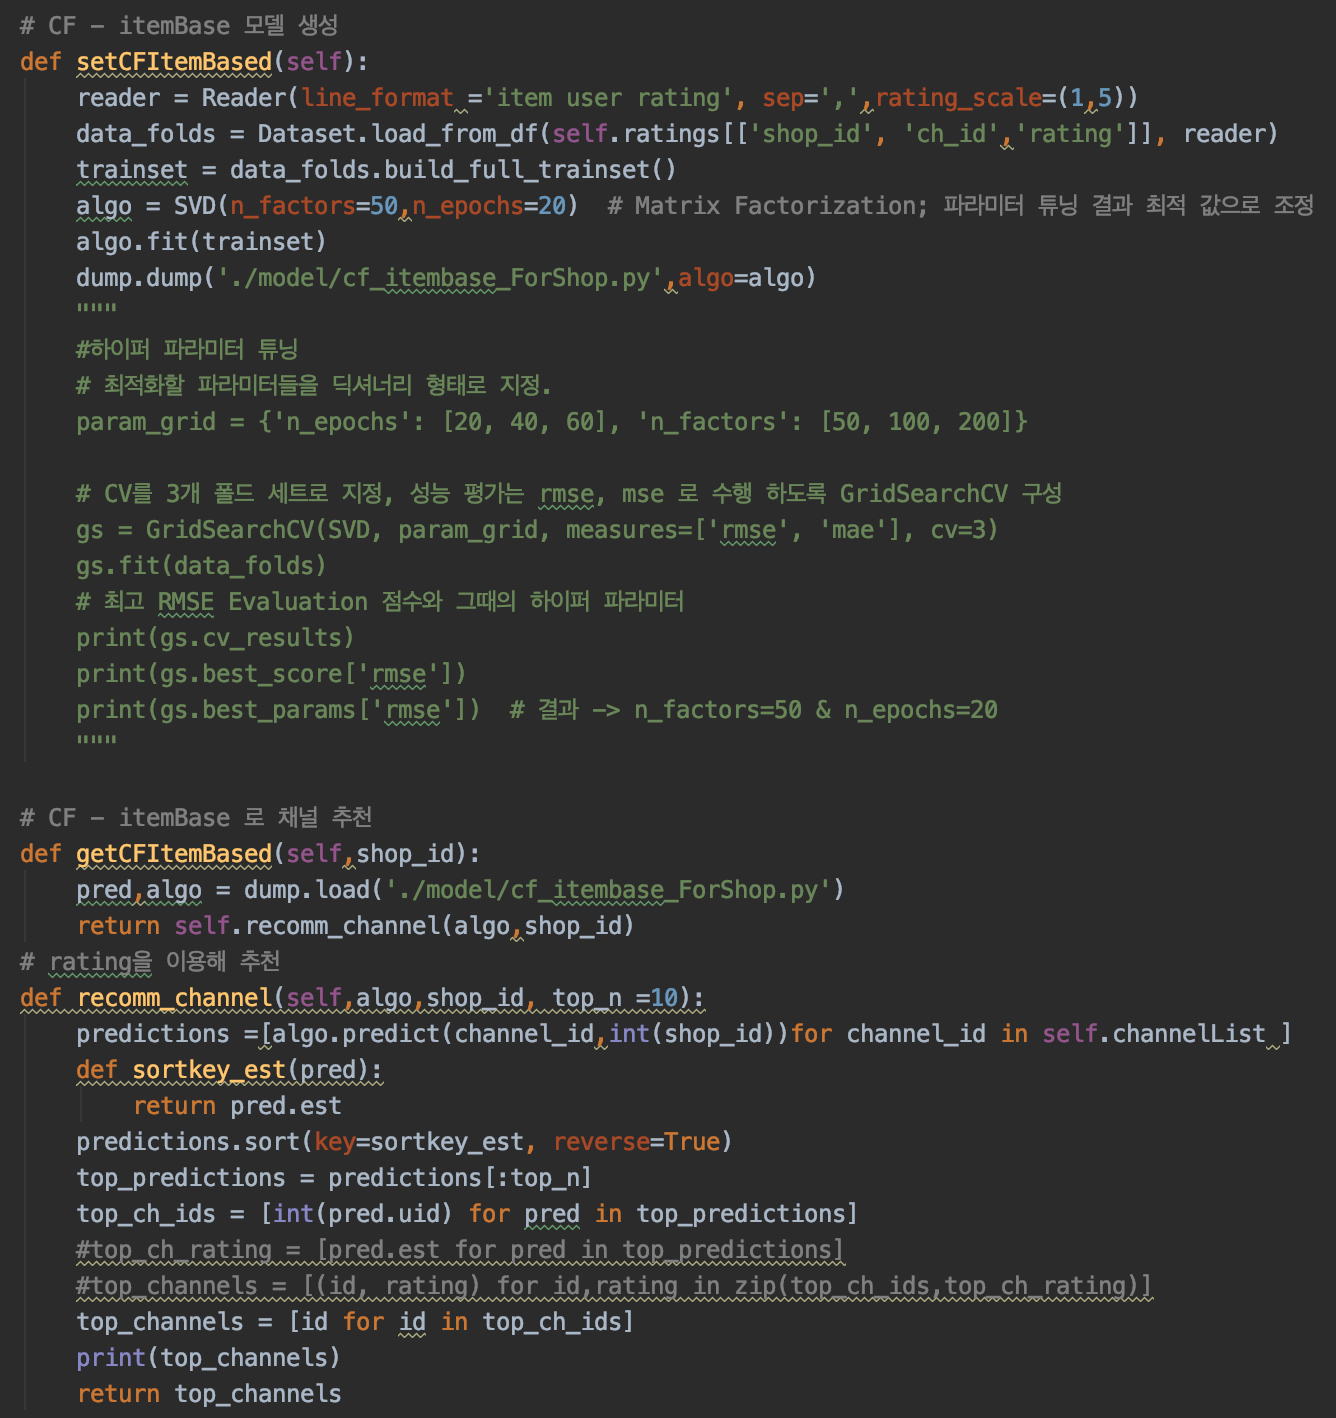 # CF - itemBase 모델 생성
def setCFItemBased(self):
    reader = Reader(line_format ='item user rating', sep=',',rating_scale=(1,5))
    data_folds = Dataset.load_from_df(self.ratings[['shop_id', 'ch_id','rating']], reader)
    trainset = data_folds.build_full_trainset()
    algo = SVD(n_factors=50,n_epochs=20)  # Matrix Factorization; 파라미터 튜닝 결과 최적 값으로 조정
    algo.fit(trainset)
    dump.dump('./model/cf_itembase_ForShop.py',algo=algo)
    """
    #하이퍼 파라미터 튜닝
    # 최적화할 파라미터들을 딕셔너리 형태로 지정.
    param_grid = {'n_epochs': [20, 40, 60], 'n_factors': [50, 100, 200]}

    # CV를 3개 폴드 세트로 지정, 성능 평가는 rmse, mse 로 수행 하도록 GridSearchCV 구성
    gs = GridSearchCV(SVD, param_grid, measures=['rmse', 'mae'], cv=3)
    gs.fit(data_folds)
    # 최고 RMSE Evaluation 점수와 그때의 하이퍼 파라미터
    print(gs.cv_results)
    print(gs.best_score['rmse'])
    print(gs.best_params['rmse'])  # 결과 -> n_factors=50 & n_epochs=20
    """

# CF - itemBase 로 채널 추천
def getCFItemBased(self,shop_id):
    pred,algo = dump.load('./model/cf_itembase_ForShop.py')
    return self.recomm_channel(algo,shop_id)
# rating을 이용해 추천
def recomm_channel(self,algo,shop_id, top_n =10):
    predictions =[algo.predict(channel_id,int(shop_id))for channel_id in self.channelList ]
    def sortkey_est(pred):
        return pred.est
    predictions.sort(key=sortkey_est, reverse=True)
    top_predictions = predictions[:top_n]
    top_ch_ids = [int(pred.uid) for pred in top_predictions]
    #top_ch_rating = [pred.est for pred in top_predictions]
    #top_channels = [(id, rating) for id,rating in zip(top_ch_ids,top_ch_rating)]
    top_channels = [id for id in top_ch_ids]
    print(top_channels)
    return top_channels